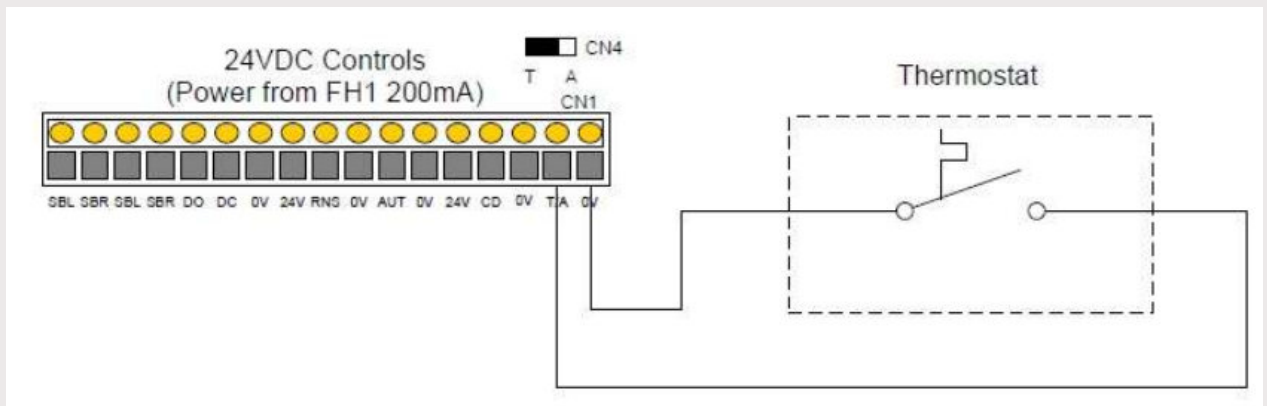 24VDC Controls
(Power from FH1 200mA)
CN4
T A
CN1
Thermostat
SBL SBR SBL SBR DO DC 0V 24V RNS 0V AUT 0V 24V CD 0V T/A 0V